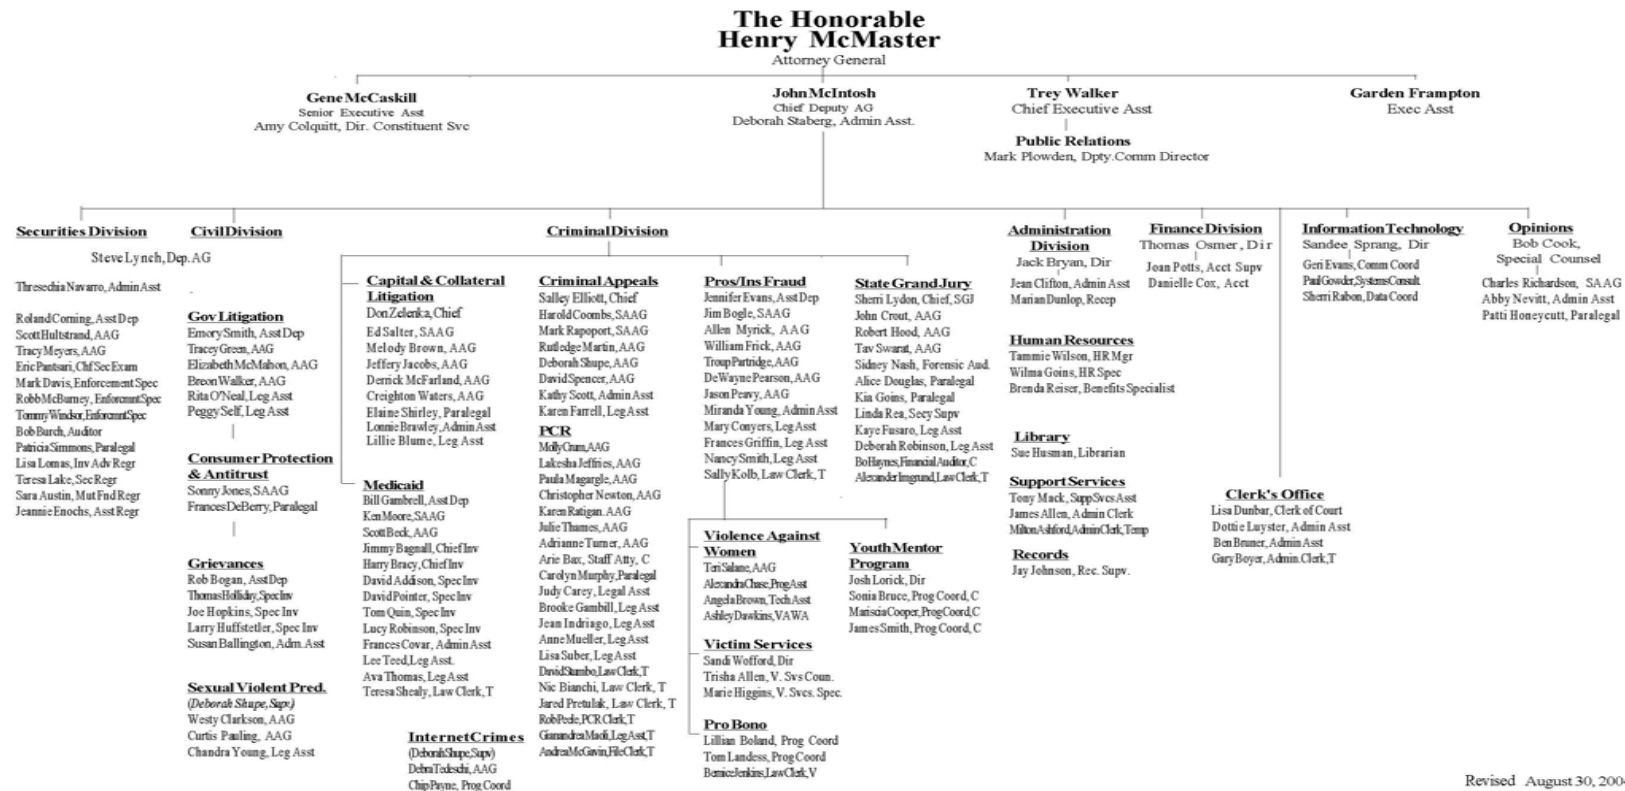 The Honorable
Henry McMaster
Attorney General
Gene McCaskill
Senior Executive Asst
Amy Colquitt, Dir. Constituent Svc
John McIntosh
Chief Deputy AG
Deborah Staberg, Admin Asst.
Trey Walker
Chief Executive Asst
Public Relations
Mark Plowden, Dpty.Comm Director
Garden Frampton
Exec Asst
Securities Division
Civil Division
Steve Lynch, Dep. AG
Thresechia Navarro, Admin Asst
Roland Corning, Asst Dep
Scott Hultstrand, AAG
Tracy Meyers, AAG
Eric Pantsari, Chf Sec Exam
Mark Davis, Enforcement Spec
Robb McBurney, Enforcemnt Spec
Tommy Windsor, Enforcmnt Spec
Bob Burch, Auditor
Patricia Simmons, Paralegal
Lisa Lomas, Inv Adv Regr
Teresa Lake, Sec Regr
Sara Austin, Mut Fnd Regr
Jeannie Enochs, Asst Regr
Gov Litigation
Emory Smith, Asst Dep
Tracey Green, AAG
Elizabeth McMahon, AAG
Breon Walker, AAG
Rita O'Neal, Leg Asst
Peggy Self, Leg Asst
Consumer Protection
& Antitrust
Sonny Jones, SAAG
Frances DeBerry, Paralegal
Grievances
Rob Bogan, Asst Dep
Thomas Holliday, Spec Inv
Joe Hopkins, Spec Inv
Larry Huffstetler, Spec Inv
Susan Ballington, Adm. Asst
Sexual Violent Pred.
(Deborah Shupe, Supv.)
Westy Clarkson, AAG
Curtis Pauling, AAG
Chandra Young, Leg Asst
Criminal Division
Capital & Collateral
Litigation
Don Zelenka, Chief
Ed Salter, SAAG
Melody Brown, AAG
Jeffery Jacobs, AAG
Derrick McFarland, AAG
Creighton Waters, AAG
Elaine Shirley, Paralegal
Lonnie Brawley, Admin Asst
Lillie Blume, Leg Asst
Medicaid
Bill Gambrell, Asst Dep
Ken Moore, SAAG
Scott Beck, AAG
Jimmy Bagnall, Chief Inv
Harry Bracy, Chief Inv
David Addison, Spec Inv
David Pointer, Spec Inv
Tom Quin, Spec Inv
Lucy Robinson, Spec Inv
Frances Covar, Admin Asst
Lee Teed, Leg Asst.
Ava Thomas, Leg Asst
Teresa Shealy, Law Clerk, T
Internet Crimes
(Deborah Shupe, Supv)
Debra Tedeschi, AAG
Chip Payne, Prog Coord
Criminal Appeals
Salley Elliott, Chief
Harold Coombs, SAAG
Mark Rapoport, SAAG
Rutledge Martin, AAG
Deborah Shupe, AAG
David Spencer, AAG
Kathy Scott, Admin Asst
Karen Farrell, Leg Asst
PCR
Molly Crum, AAG
Lakesha Jeffries, AAG
Paula Magargle, AAG
Christopher Newton, AAG
Karen Ratigan. AAG
Julie Thames, AAG
Adrianne Turner, AAG
Arie Bax, Staff Atty, C
Carolyn Murphy, Paralegal
Judy Carey, Legal Asst
Brooke Gambill, Leg Asst
Jean Indriago, Leg Asst
Anne Mueller, Leg Asst
Lisa Suber, Leg Asst
David Stumbo, Law Clerk, T
Nic Bianchi, Law Clerk, T
Jared Pretulak, Law Clerk, T
Rob Peele, PCR Clerk, T
Leg Asst, T
Andrea McGavin, File Clerk, T
Pros/Ins Fraud
Jennifer Evans, Asst Dep
Jim Bogle, SAAG
Allen Myrick, AAG
William Frick, AAG
Troup Partridge, AAG
DeWayne Pearson, AAG
Jason Peavy, AAG
Miranda Young, Admin Asst
Mary Conyers, Leg Asst
Frances Griffin, Leg Asst
Nancy Smith, Leg Asst
Sally Kolb, Law Clerk, T
Violence Against
Women
Teri Salane, AAG
Alexandra Chase, Prog Asst
Angela Brown, Tech Asst
Ashley Dawkins, VAWA
Victim Services
Sandi Wofford, Dir
Trisha Allen, V. Svs Coun.
Marie Higgins, V. Svcs. Spec.
Pro Bono
Lillian Boland, Prog Coord
Tom Landess, Prog Coord
Bernice Jenkins, Law Clerk, V
State Grand Jury
Sherri Lydon, Chief, SGJ
John Crout, AAG
Robert Hood, AAG
Tav Swarat, AAG
Sidney Nash, Forensic Aud.
Alice Douglas, Paralegal
Kia Goins, Paralegal
Linda Rea, Secy Supv
Kaye Fusaro, Leg Asst
Deborah Robinson, Leg Asst
Bo Haynes, Financial Auditor, C
Alexander Imgrund, Law Clerk, T
Youth Mentor
Program
Josh Lorick, Dir
Sonia Bruce, Prog Coord, C
Mariscia Cooper, Prog Coord, C
James Smith, Prog Coord, C
Administration
Division
Jack Bryan, Dir
Jean Clifton, Admin Asst
Marian Dunlop, Recep
Human Resources
Tammie Wilson, HR Mgr
Wilma Goins, HR Spec
Brenda Reiser, Benefits Specialist
Library
Sue Husman, Librarian
Support Services
Tony Mack, Supp Svcs Asst
James Allen, Admin Clerk
Milton Ashford, Admin Clerk, Temp
Records
Jay Johnson, Rec. Supv.
Finance Division
Thomas Osmer, Dir
Joan Potts, Acct Supv
Danielle Cox, Acct
Clerk's Office
Lisa Dunbar, Clerk of Court
Dottie Luyster, Admin Asst
Ben Bruner, Admin Asst
Gary Boyer, Admin. Clerk, T
Information Technology
Sandee Sprang, Dir
Geri Evans, Comm Coord
Paul Gowder, Systems Consult
Sherri Rabon, Data Coord
Opinions
Bob Cook,
Special Counsel
Charles Richardson, SAAG
Abby Nevitt, Admin Asst
Patti Honeycutt, Paralegal
Revised August 30, 2004